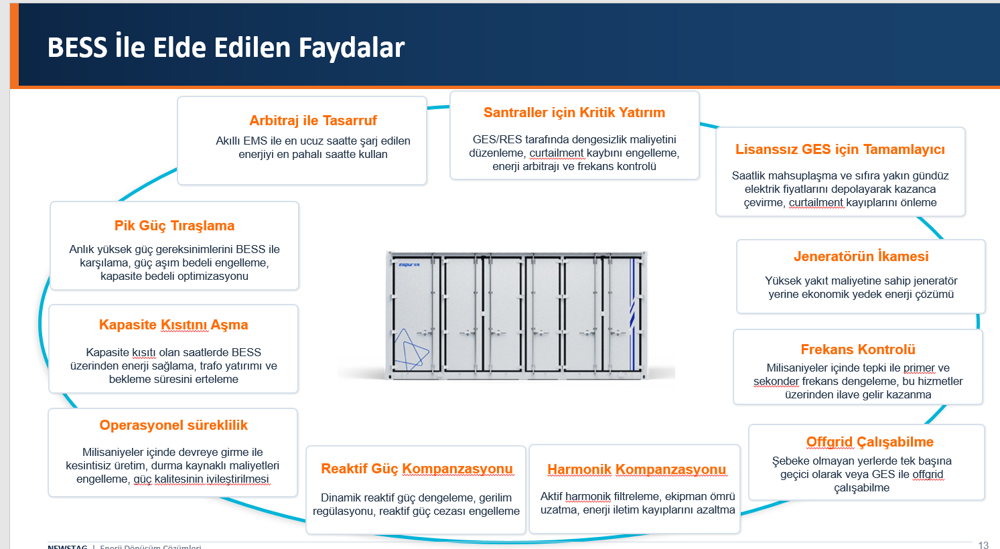 BESS İle Elde Edilen Faydalar
Arbitraj ile Tasarruf
Akıllı EMS ile en ucuz saatte şarj edilen
enerjiyi en pahalı saatte kullan
Santraller için Kritik Yatırım
GES/RES tarafında dengesizlik maliyetini
düzenleme, curtailment kaybını engelleme,
enerji arbitrajı ve frekans kontrolü
Lisanssız GES için Tamamlayıcı
Saatlik mahsuplaşma ve sıfıra yakın gündüz
elektrik fiyatlarını depolayarak kazanca
çevirme, curtailment kayıplarını önleme
Pik Güç Tıraşlama
Anlık yüksek güç gereksinimlerini BESS ile
karşılama, güç aşım bedeli engelleme,
kapasite bedeli optimizasyonu
Jeneratörün İkamesi
Yüksek yakıt maliyetine sahip jeneratör
yerine ekonomik yedek enerji çözümü
inspur
Kapasite Kısıtını Aşma
Kapasite kısıtı olan saatlerde BESS
üzerinden enerji sağlama, trafo yatırımı ve
bekleme süresini erteleme
Frekans Kontrolü
Milisaniyeler içinde tepki ile primer ve
sekonder frekans dengeleme, bu hizmetler
üzerinden ilave gelir kazanma
Operasyonel süreklilik
Milisaniyeler içinde devreye girme ile
kesintisiz üretim, durma kaynaklı maliyetleri
engelleme, güç kalitesinin iyileştirilmesi
Offgrid Çalışabilme
Şebeke olmayan yerlerde tek başına
geçici olarak veya GES ile offgrid
çalışabilme
Reaktif Güç Kompanzasyonu
Dinamik reaktif güç dengeleme, gerilim
regülasyonu, reaktif güç cezası engelleme
Harmonik Kompanzasyonu
Aktif harmonik filtreleme, ekipman ömrü
uzatma, enerji iletim kayıplarını azaltma
NEWSTAG | Enerji Dönüşüm Çözümleri
13